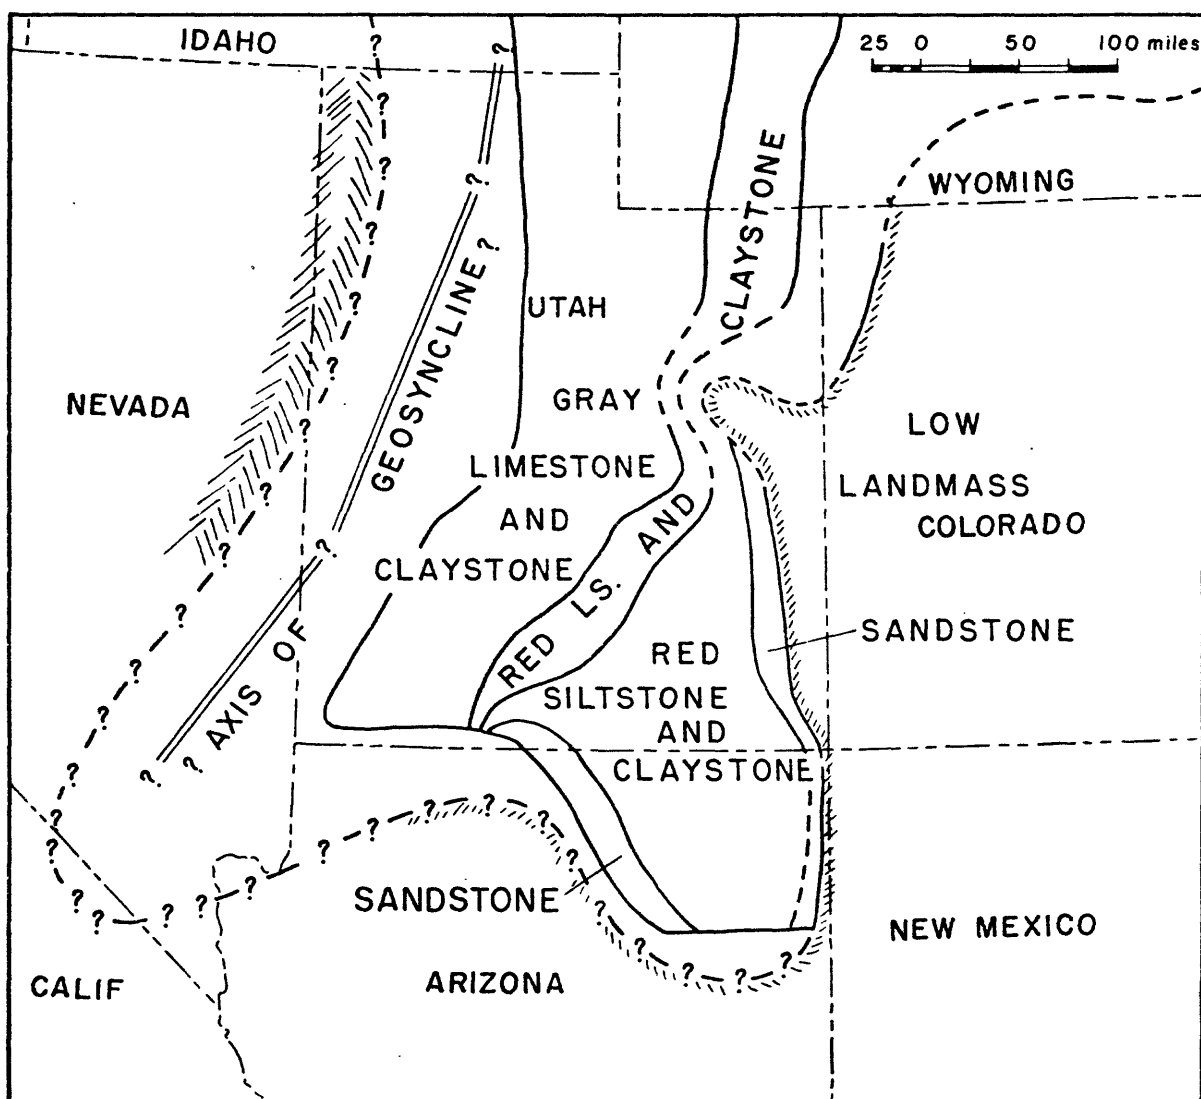 IDAHO
25 0 50 100 miles
WYOMING
CLAYSTONE
UTAH
NEVADA
GRAY
LIMESTONE
AND
CLAYSTONE
AXIS OF GEOSYNCLINE ?
LOW
LANDMASS
COLORADO
RED LS. AND
SANDSTONE
RED
SILTSTONE
AND
CLAYSTONE
SANDSTONE
NEW MEXICO
CALIF
ARIZONA